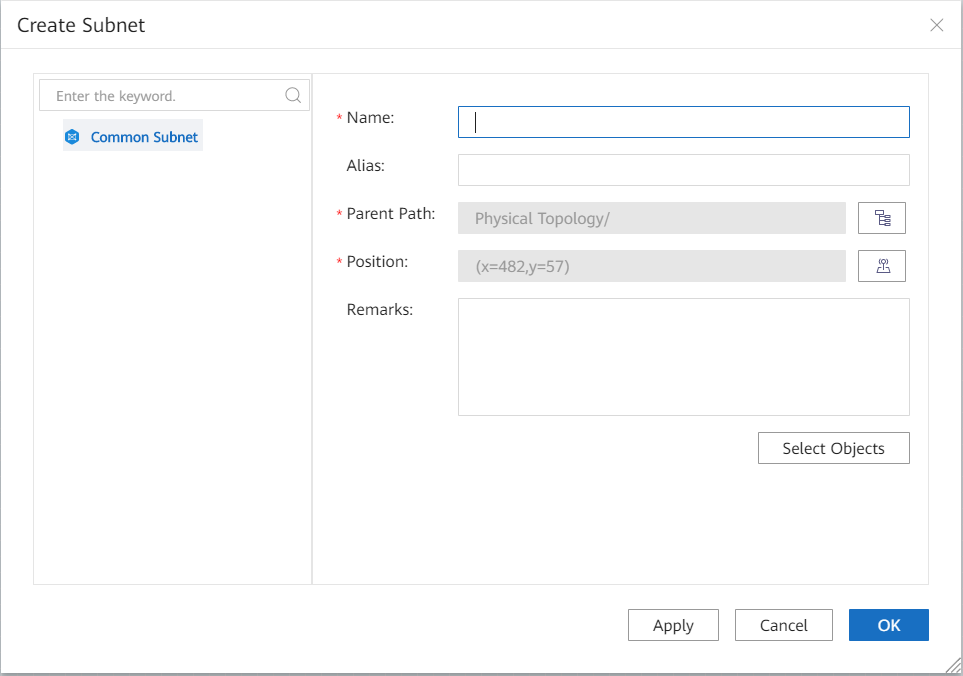 Create Subnet
Enter the keyword.
Common Subnet
* Name:
Alias:
* Parent Path:
Physical Topology/
* Position:
(x=482,y=57)
Remarks:
Select Objects
Apply
Cancel
OK